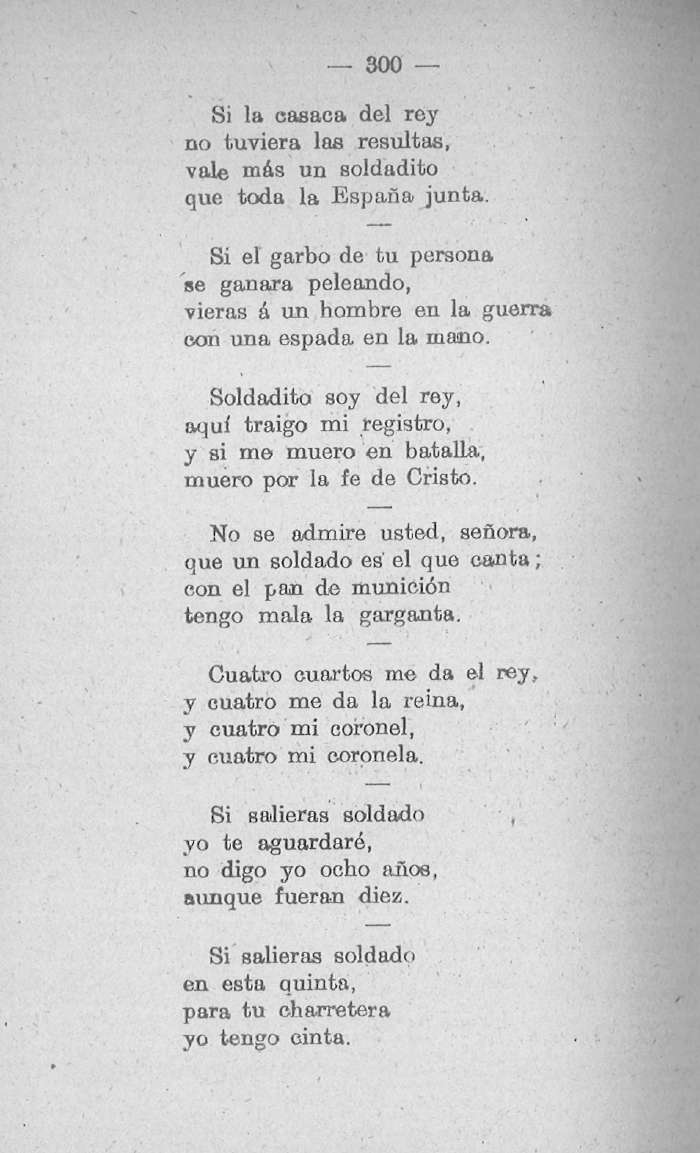 — 300 —
Si la casaca del rey
no tuviera las resultas,
vale más un soldadito
que toda la España junta.
—
Si el garbo de tu persona
se ganara peleando,
vieras á un hombre en la guerra
con una espada en la mano.
—
Soldadito soy del rey,
aquí traigo mi registro,
y si me muero en batalla,
muero por la fe de Cristo.
—
No se admire usted, señora,
que un soldado es el que canta;
con el pan de munición
tengo mala la garganta.
—
Cuatro cuartos me da el rey,
y cuatro me da la reina,
y cuatro mi coronel,
y cuatro mi coronela.
—
Si salieras soldado
yo te aguardaré,
no digo yo ocho años,
aunque fueran diez.
—
Si salieras soldado
en esta quinta,
para tu charretera
yo tengo cinta.